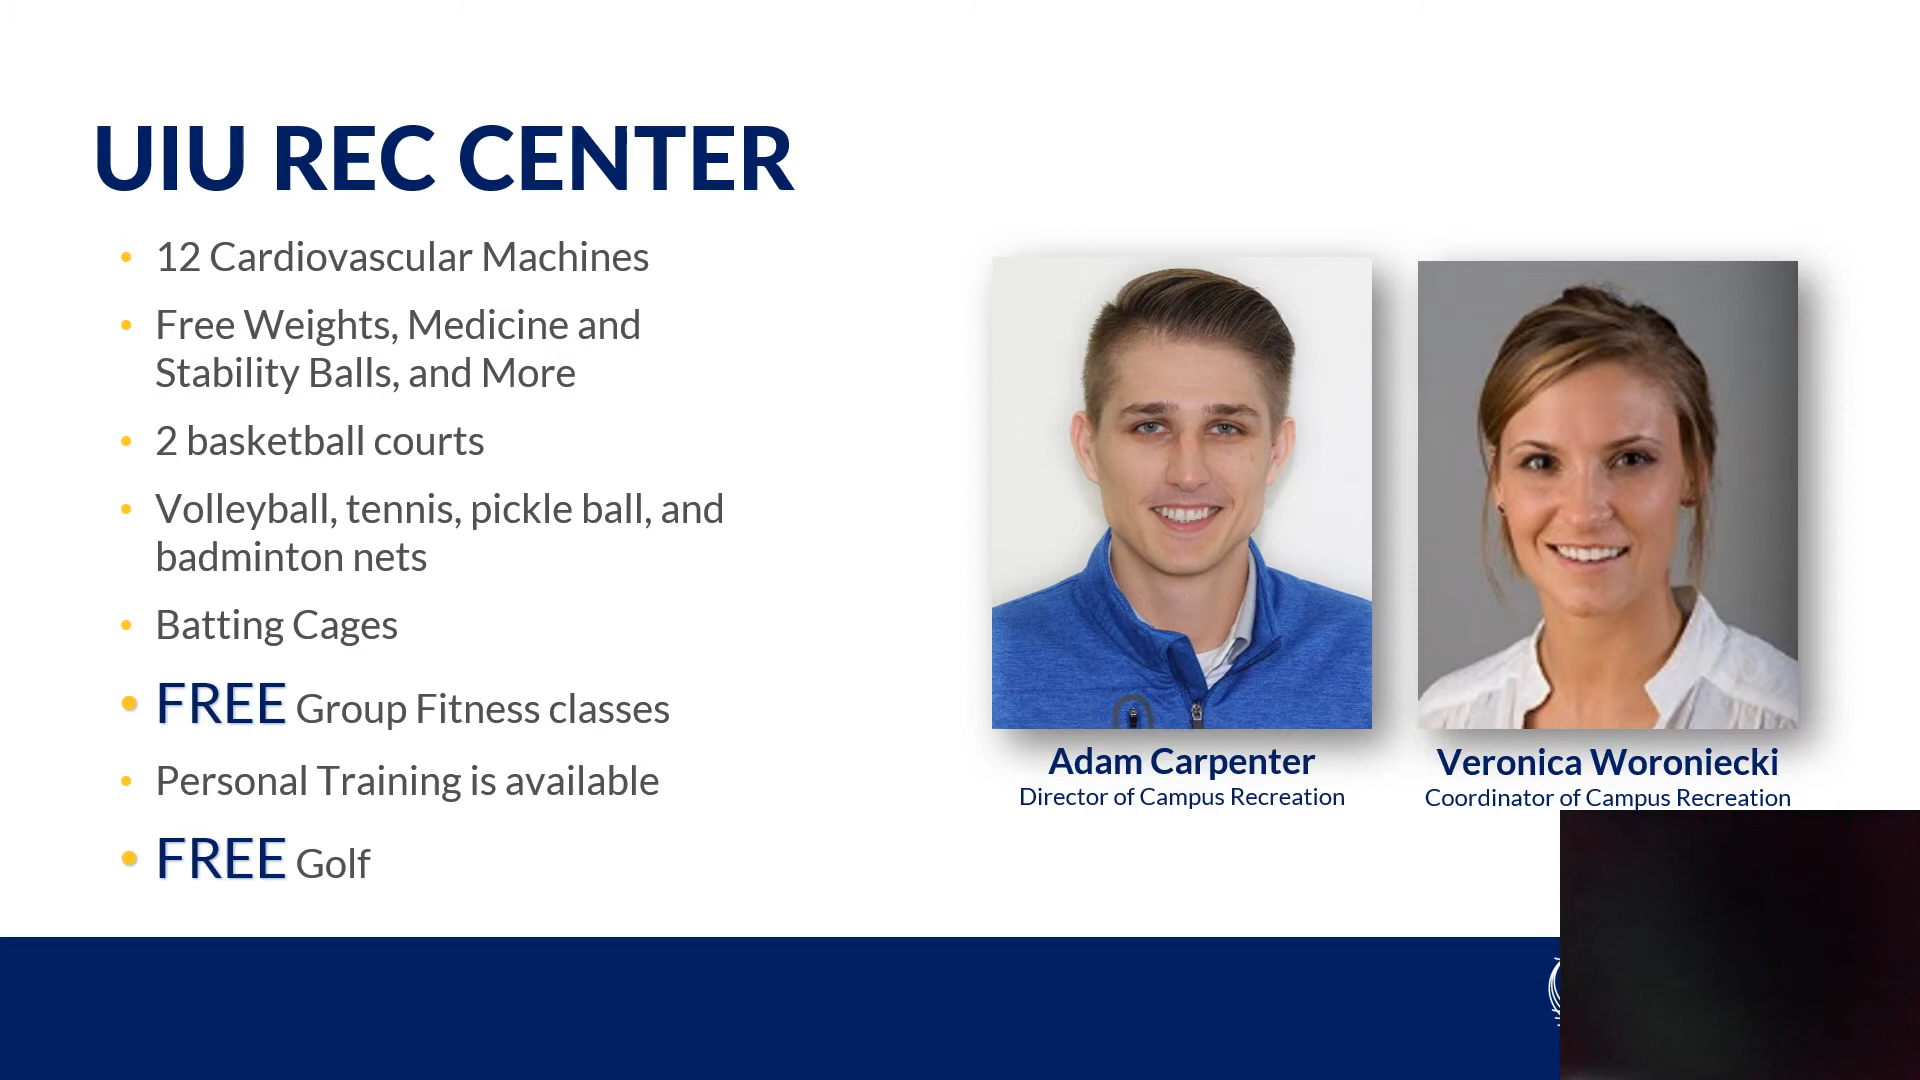 UIU REC CENTER
• 12 Cardiovascular Machines
• Free Weights, Medicine and
Stability Balls, and More
• 2 basketball courts
• Volleyball, tennis, pickle ball, and
badminton nets
• Batting Cages
• FREE Group Fitness classes
• Personal Training is available
• FREE Golf
Adam Carpenter
Director of Campus Recreation
Veronica Woroniecki
Coordinator of Campus Recreation